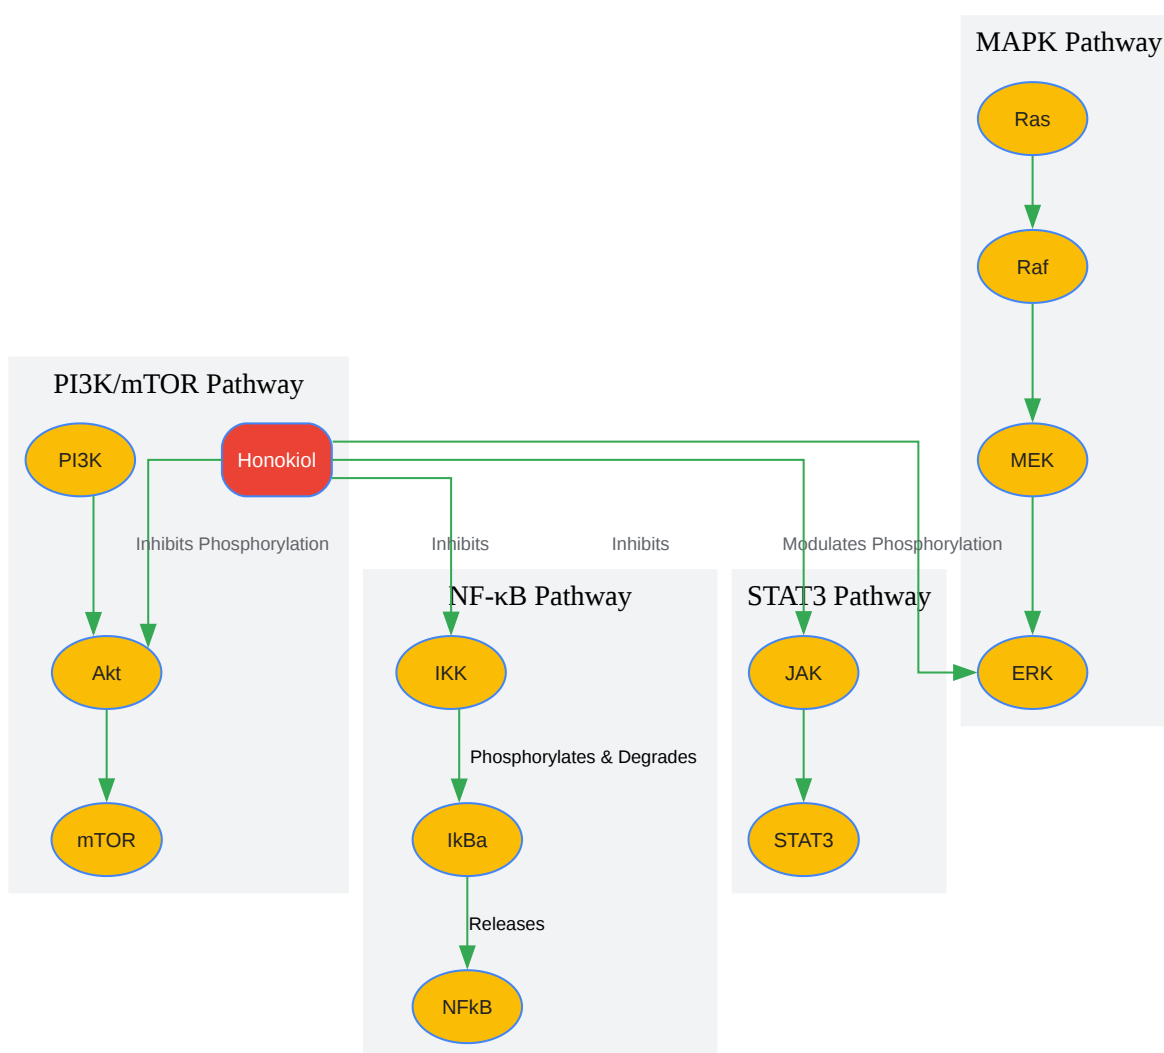 MAPK Pathway
Ras
Raf
PI3K/mTOR Pathway
PI3K
Honokiol
MEK
Inhibits Phosphorylation
Inhibits
Inhibits
Modulates Phosphorylation
NF-κB Pathway
STAT3 Pathway
Akt
IKK
JAK
ERK
Phosphorylates & Degrades
mTOR
IkBa
STAT3
Releases
NFkB